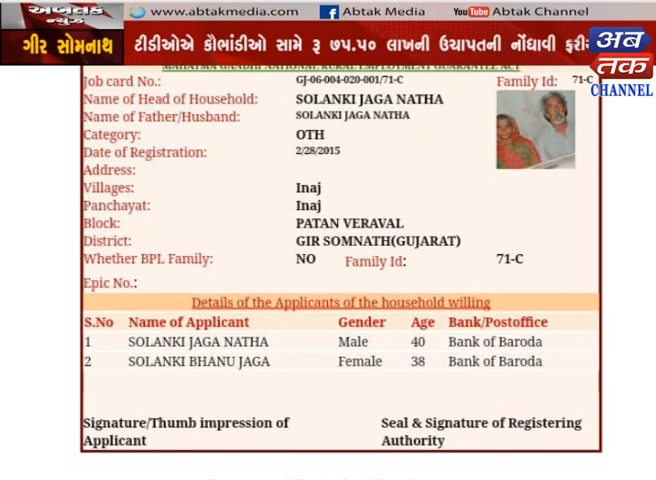 અબતક
ન્યુઝ
www.abtakmedia.com
f Abtak Media
YouTube Abtak Channel
ગીર સોમનાથ
ટીડીઓએ કૌભાંડીઓ સામે રૂ ૭૫.૫૦ લાખની ઉચાપતની નોંધાવી
अब
तक
CHANNEL
MAHATMA GANDHI NATIONAL RURAL EMPLOYMENT GUARANTEE ACT
Job card No.: GJ-06-004-020-001/71-C Family Id: 71-C
Name of Head of Household: SOLANKI JAGA NATHA
Name of Father/Husband: SOLANKI JAGA NATHA
Category: OTH
Date of Registration: 2/28/2015
Address:
Villages: Inaj
Panchayat: Inaj
Block: PATAN VERAVAL
District: GIR SOMNATH(GUJARAT)
Whether BPL Family: NO Family Id: 71-C
Epic No.:
Details of the Applicants of the household willing
S.No Name of Applicant Gender Age Bank/Postoffice
1 SOLANKI JAGA NATHA Male 40 Bank of Baroda
2 SOLANKI BHANU JAGA Female 38 Bank of Baroda
Signature/Thumb impression of Applicant
Seal & Signature of Registering Authority